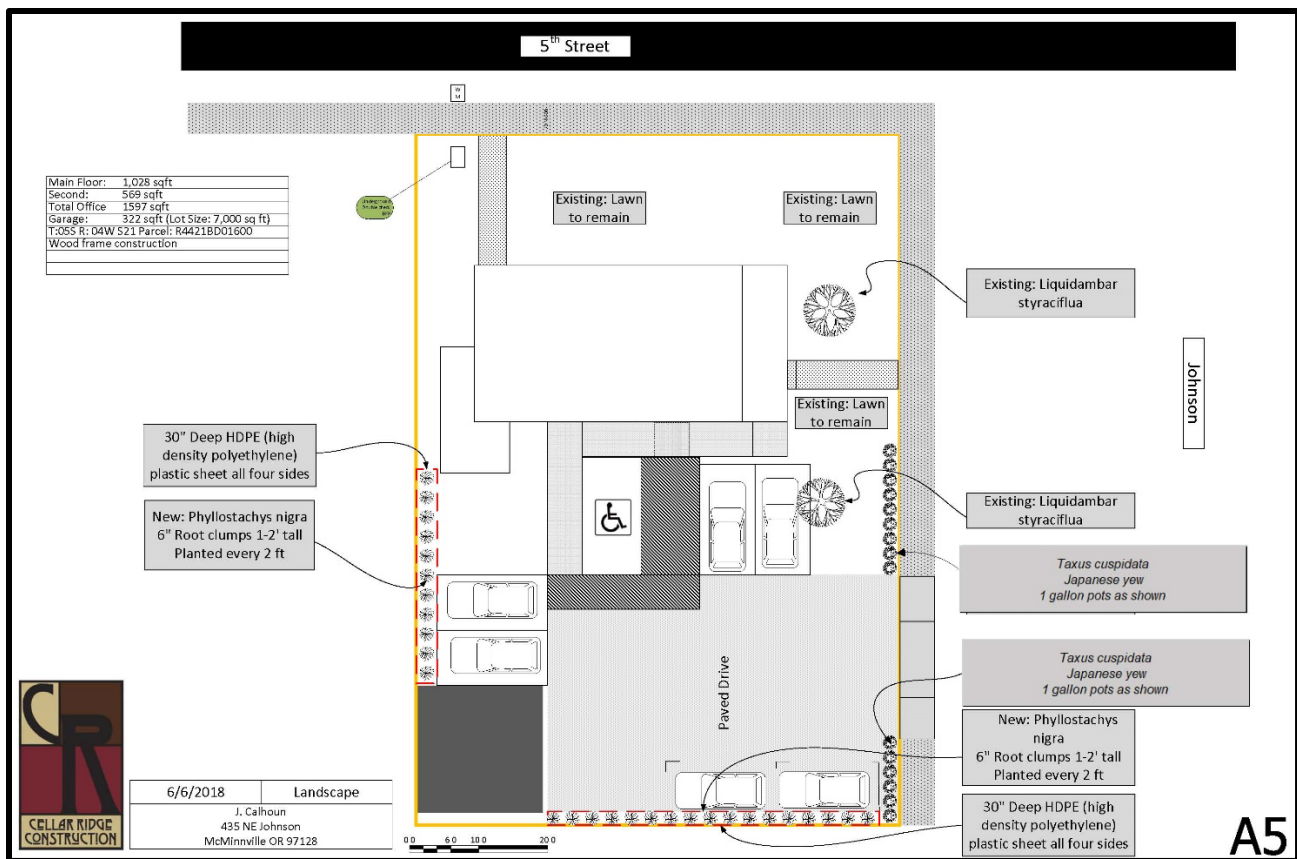 5th Street
W
M
Main Floor: 1,028 sqft
Second: 569 sqft
Total Office 1597 sqft
Garage: 322 sqft (Lot Size: 7,000 sq ft)
T:05S R: 04W S21 Parcel: R4421BD01600
Wood frame construction
Existing: Lawn
to remain
Existing: Lawn
to remain
Existing: Liquidambar
styraciflua
Johnson
Existing: Lawn
to remain
30” Deep HDPE (high
density polyethylene)
plastic sheet all four sides
New: Phyllostachys nigra
6” Root clumps 1-2' tall
Planted every 2 ft
Existing: Liquidambar
styraciflua
Taxus cuspidata
Japanese yew
1 gallon pots as shown
Taxus cuspidata
Japanese yew
1 gallon pots as shown
Paved Drive
New: Phyllostachys
nigra
6” Root clumps 1-2' tall
Planted every 2 ft
30” Deep HDPE (high
density polyethylene)
plastic sheet all four sides
CR
CELLAR RIDGE
CONSTRUCTION
6/6/2018 Landscape
J. Calhoun
435 NE Johnson
McMinnville OR 97128
A5